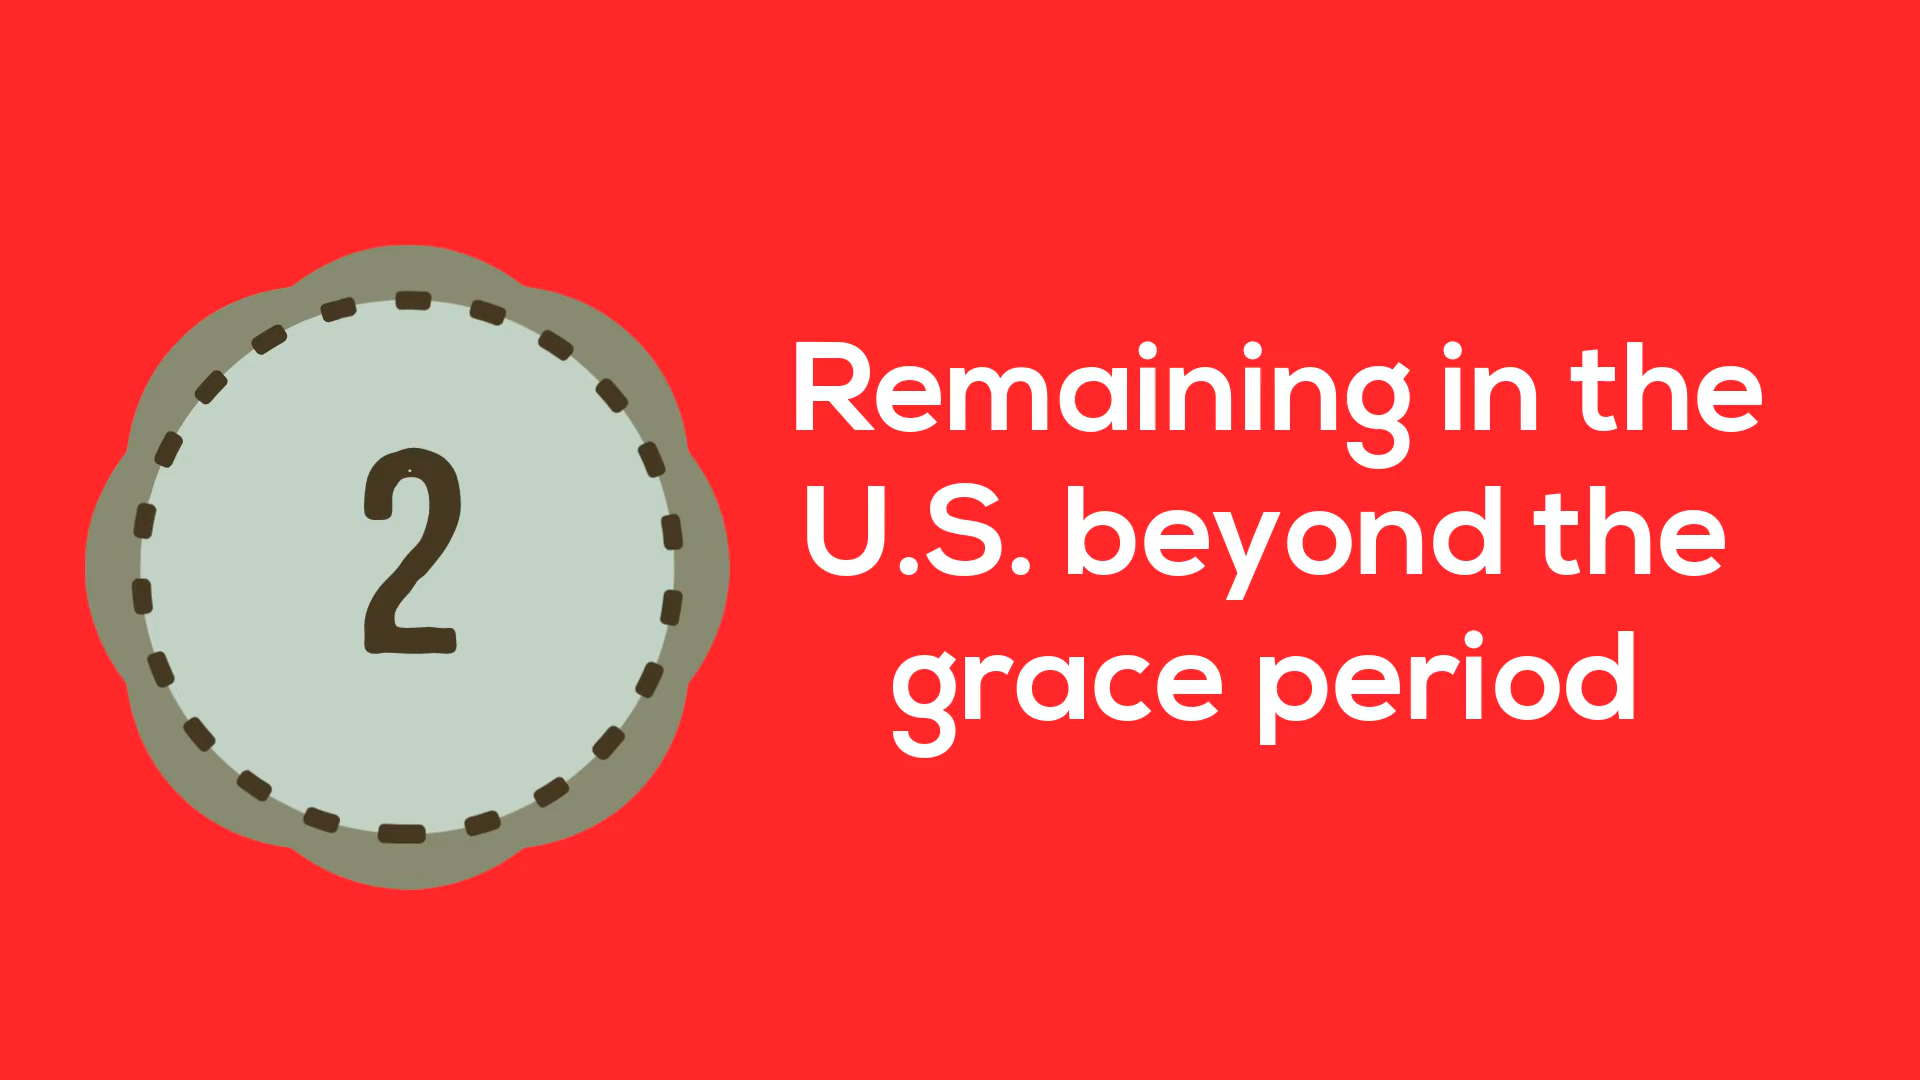 2
Remaining in the
U.S. beyond the
grace period